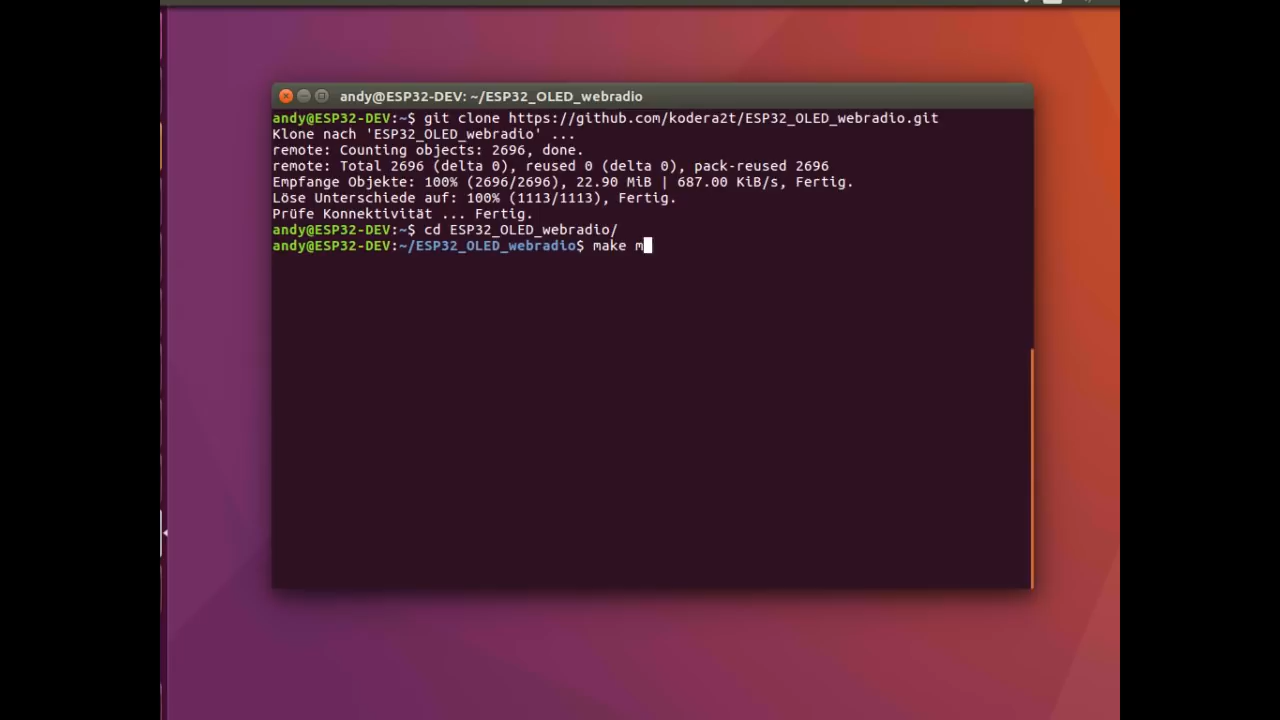 andy@ESP32-DEV: ~/ESP32_OLED_webradio
andy@ESP32-DEV:~$ git clone https://github.com/kodera2t/ESP32_OLED_webradio.git
Klone nach 'ESP32_OLED_webradio' ...
remote: Counting objects: 2696, done.
remote: Total 2696 (delta 0), reused 0 (delta 0), pack-reused 2696
Empfange Objekte: 100% (2696/2696), 22.90 MiB | 687.00 KiB/s, Fertig.
Löse Unterschiede auf: 100% (1113/1113), Fertig.
Prüfe Konnektivität ... Fertig.
andy@ESP32-DEV:~$ cd ESP32_OLED_webradio/
andy@ESP32-DEV:~/ESP32_OLED_webradio$ make m